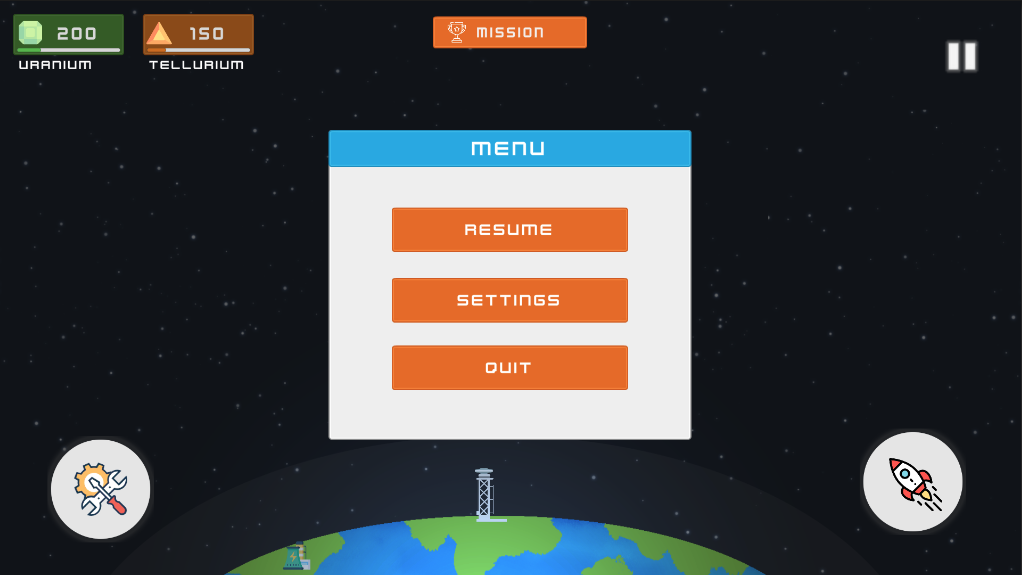 200
150
URANIUM
TELLURIUM
MISSION
MENU
RESUME
SETTINGS
QUIT